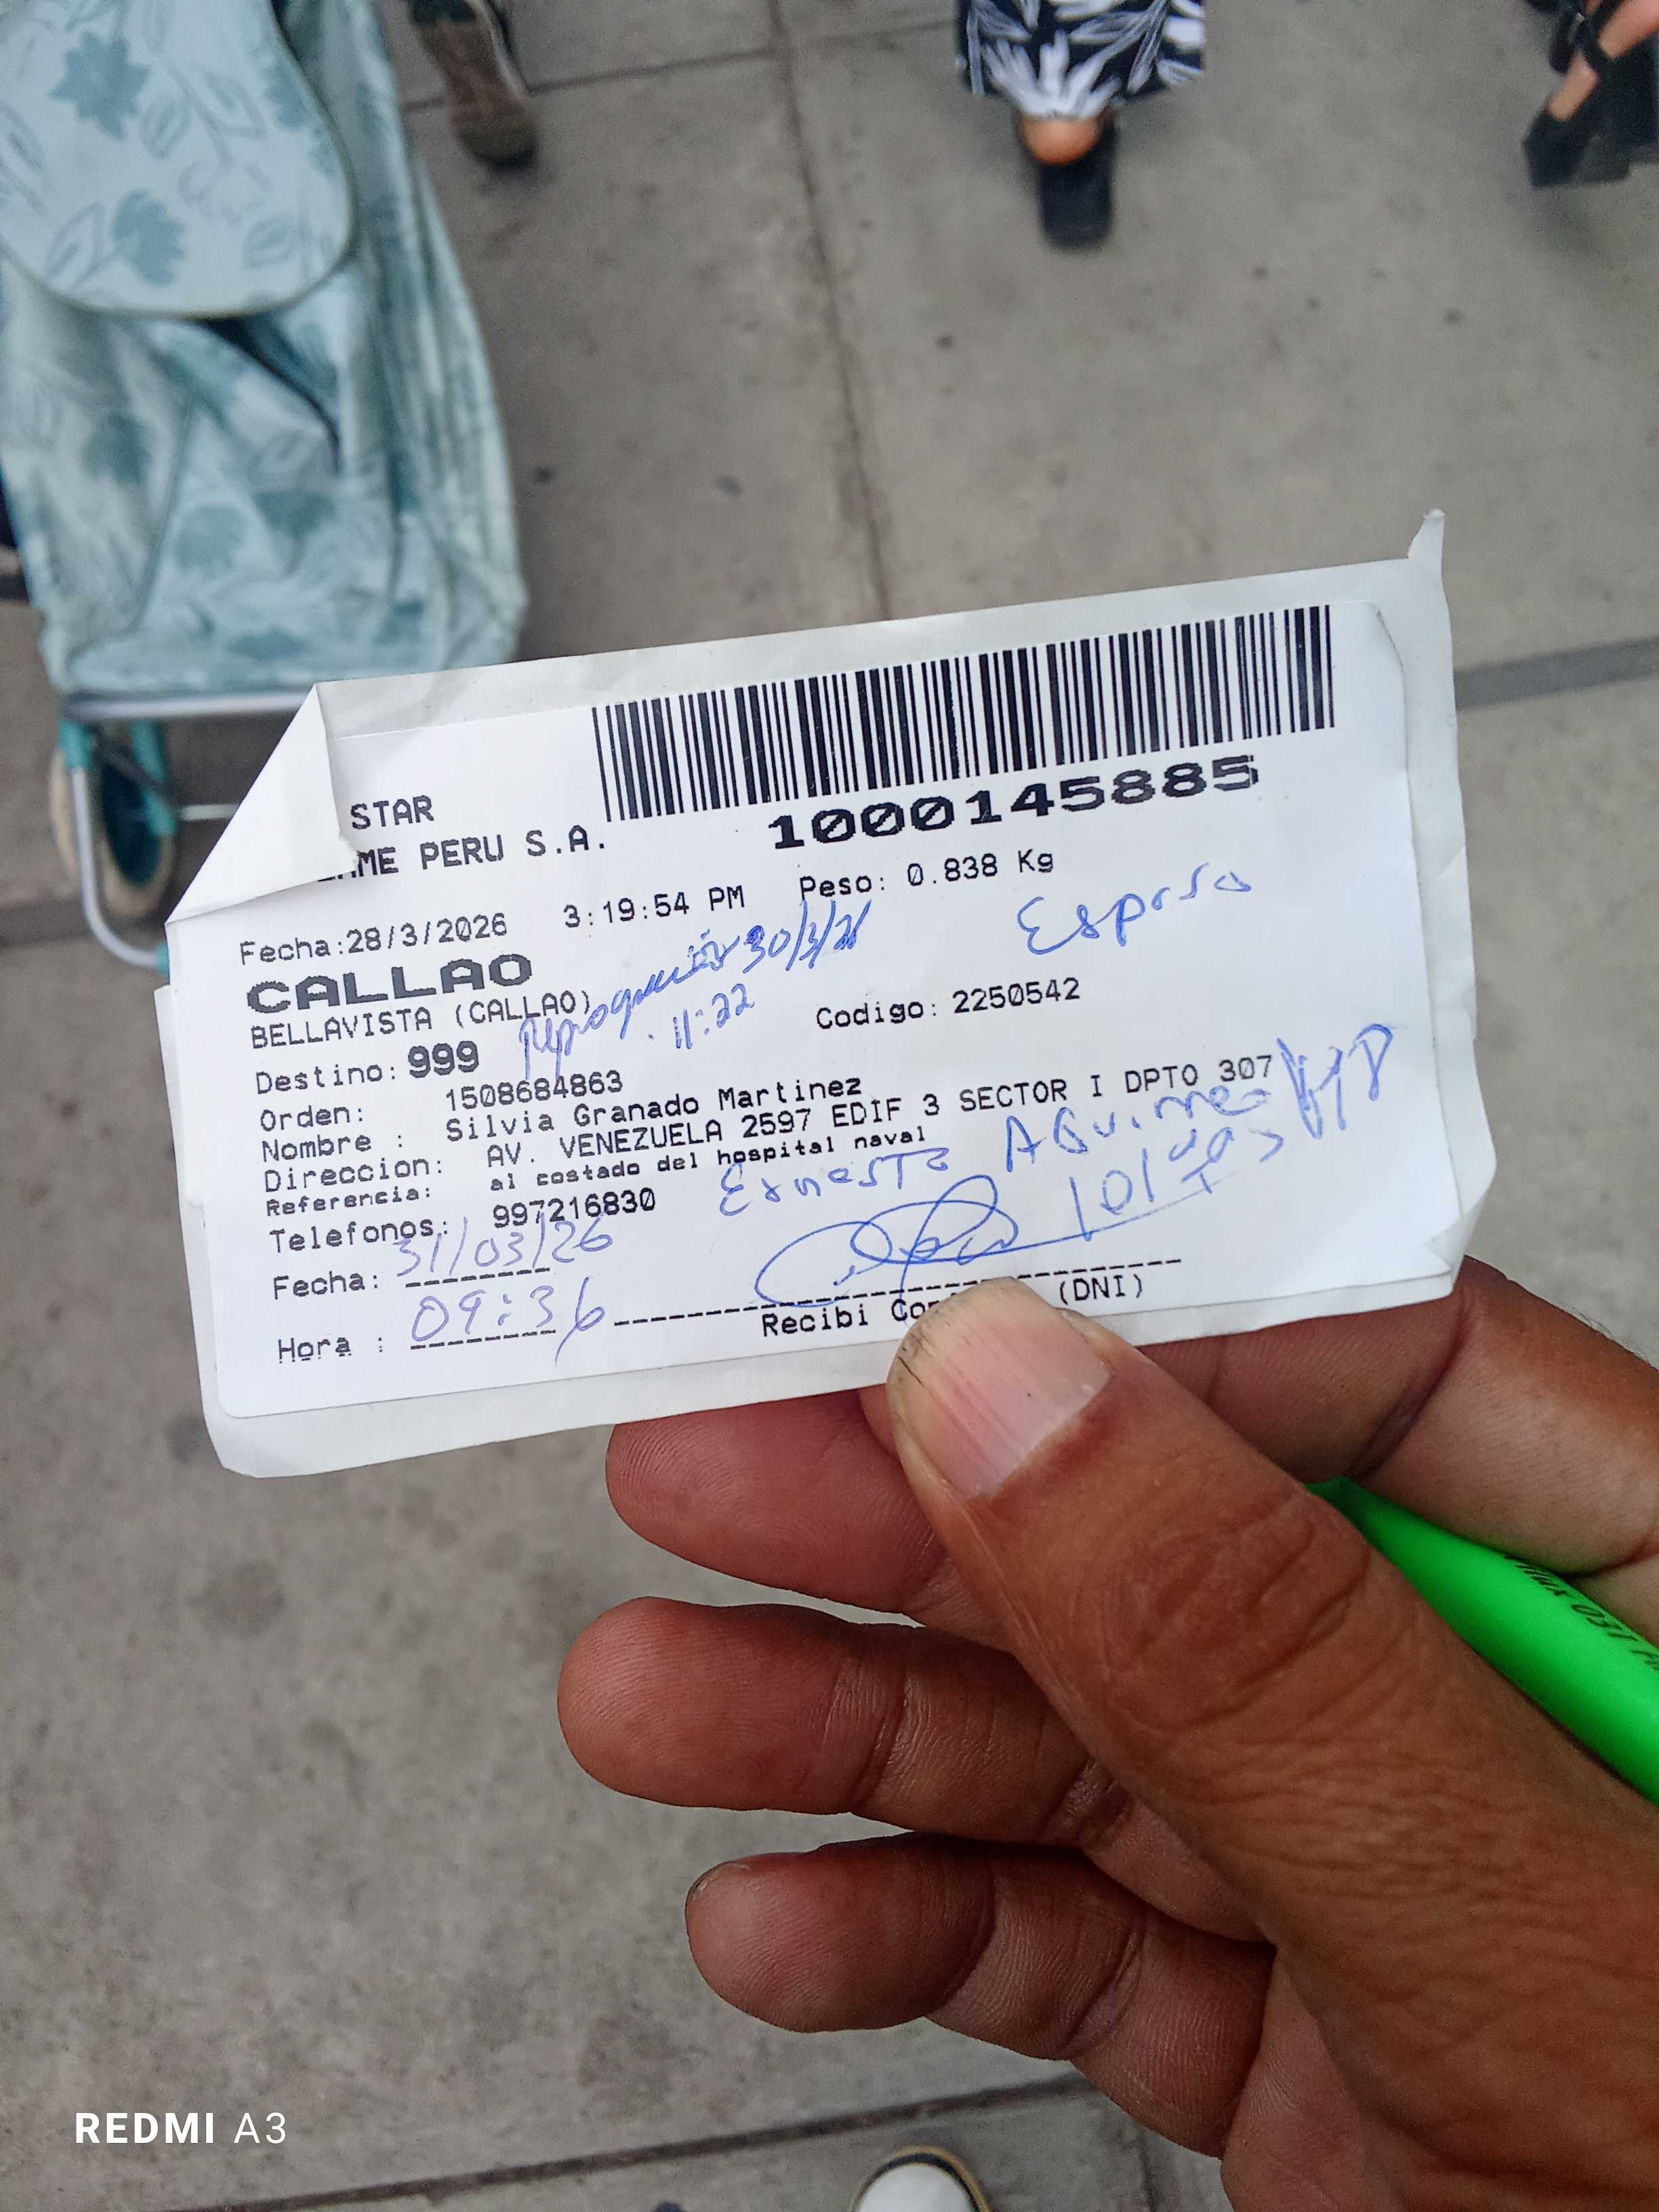 STAR
ME PERU S.A.
1000145885
Fecha:28/3/2026 3:19:54 PM Peso: 0.838 Kg
Esposo
CALLAO
30/3/26
BELLAVISTA (CALLAO)
11:22
Destino: 999 Codigo: 2250542
Orden: 1508684863
Nombre : Silvia Granado Martinez
Direccion: AV. VENEZUELA 2597 EDIF 3 SECTOR I DPTO 307
Referencia: al costado del hospital naval
Ernesto
Telefonos: 997216830
Fecha: 31/03/26
Hora : 09:36
Recibi (DNI)
REDMI A3